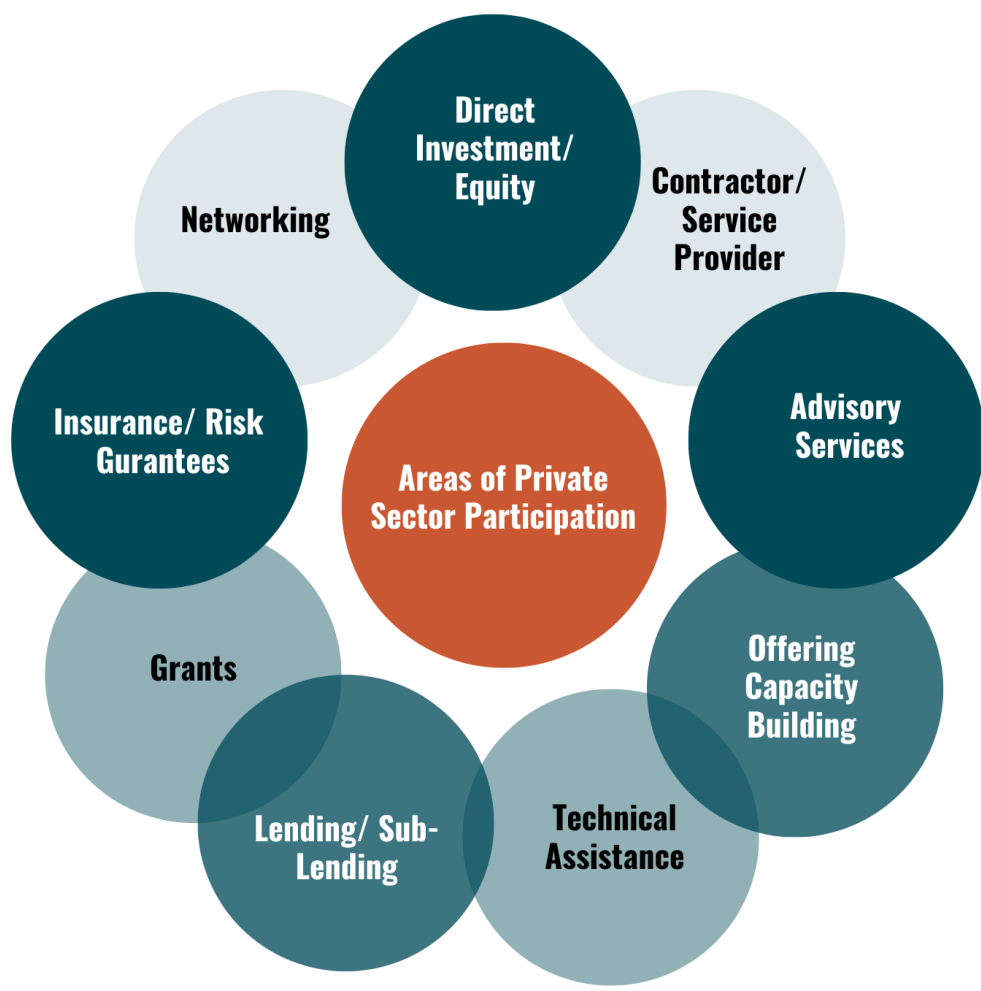 Direct
Investment/
Equity
Contractor/
Service
Provider
Networking
Advisory
Services
Insurance/ Risk
Gurantees
Areas of Private
Sector Participation
Offering
Capacity
Building
Grants
Technical
Assistance
Lending/ Sub-
Lending